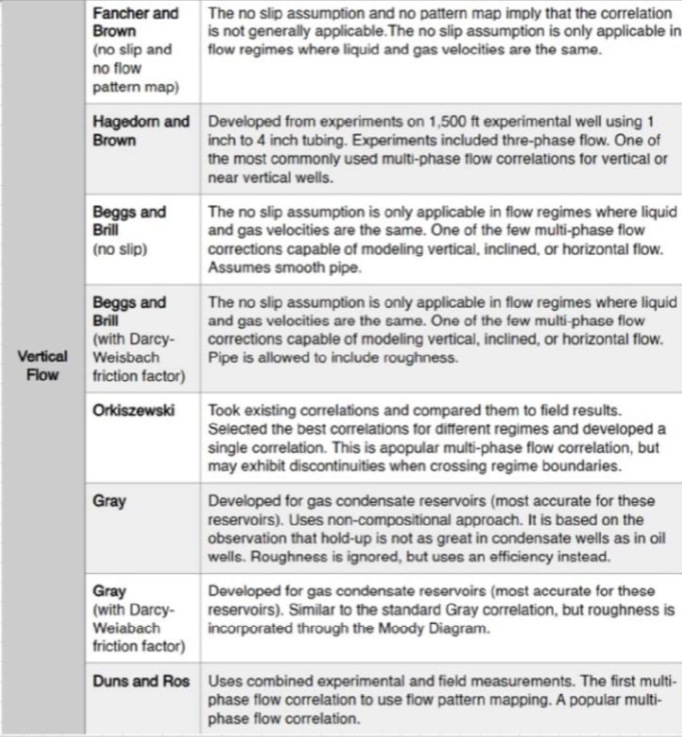 Fancher and
Brown
(no slip and
no flow
pattern map)
The no slip assumption and no pattern map imply that the correlation
is not generally applicable.The no slip assumption is only applicable in
flow regimes where liquid and gas velocities are the same.
Hagedorn and
Brown
Developed from experiments on 1,500 ft experimental well using 1
inch to 4 inch tubing. Experiments included thre-phase flow. One of
the most commonly used multi-phase flow correlations for vertical or
near vertical wells.
Beggs and
Brill
(no slip)
The no slip assumption is only applicable in flow regimes where liquid
and gas velocities are the same. One of the few multi-phase flow
corrections capable of modeling vertical, inclined, or horizontal flow.
Assumes smooth pipe.
Vertical
Flow
Beggs and
Brill
(with Darcy-
Weisbach
friction factor)
The no slip assumption is only applicable in flow regimes where liquid
and gas velocities are the same. One of the few multi-phase flow
corrections capable of modeling vertical, inclined, or horizontal flow.
Pipe is allowed to include roughness.
Orkiszewski
Took existing correlations and compared them to field results.
Selected the best correlations for different regimes and developed a
single correlation. This is apopular multi-phase flow correlation, but
may exhibit discontinuities when crossing regime boundaries.
Gray
Developed for gas condensate reservoirs (most accurate for these
reservoirs). Uses non-compositional approach. It is based on the
observation that hold-up is not as great in condensate wells as in oil
wells. Roughness is ignored, but uses an efficiency instead.
Gray
(with Darcy-
Weiabach
friction factor)
Developed for gas condensate reservoirs (most accurate for these
reservoirs). Similar to the standard Gray correlation, but roughness is
incorporated through the Moody Diagram.
Duns and Ros
Uses combined experimental and field measurements. The first multi-
phase flow correlation to use flow pattern mapping. A popular multi-
phase flow correlation.